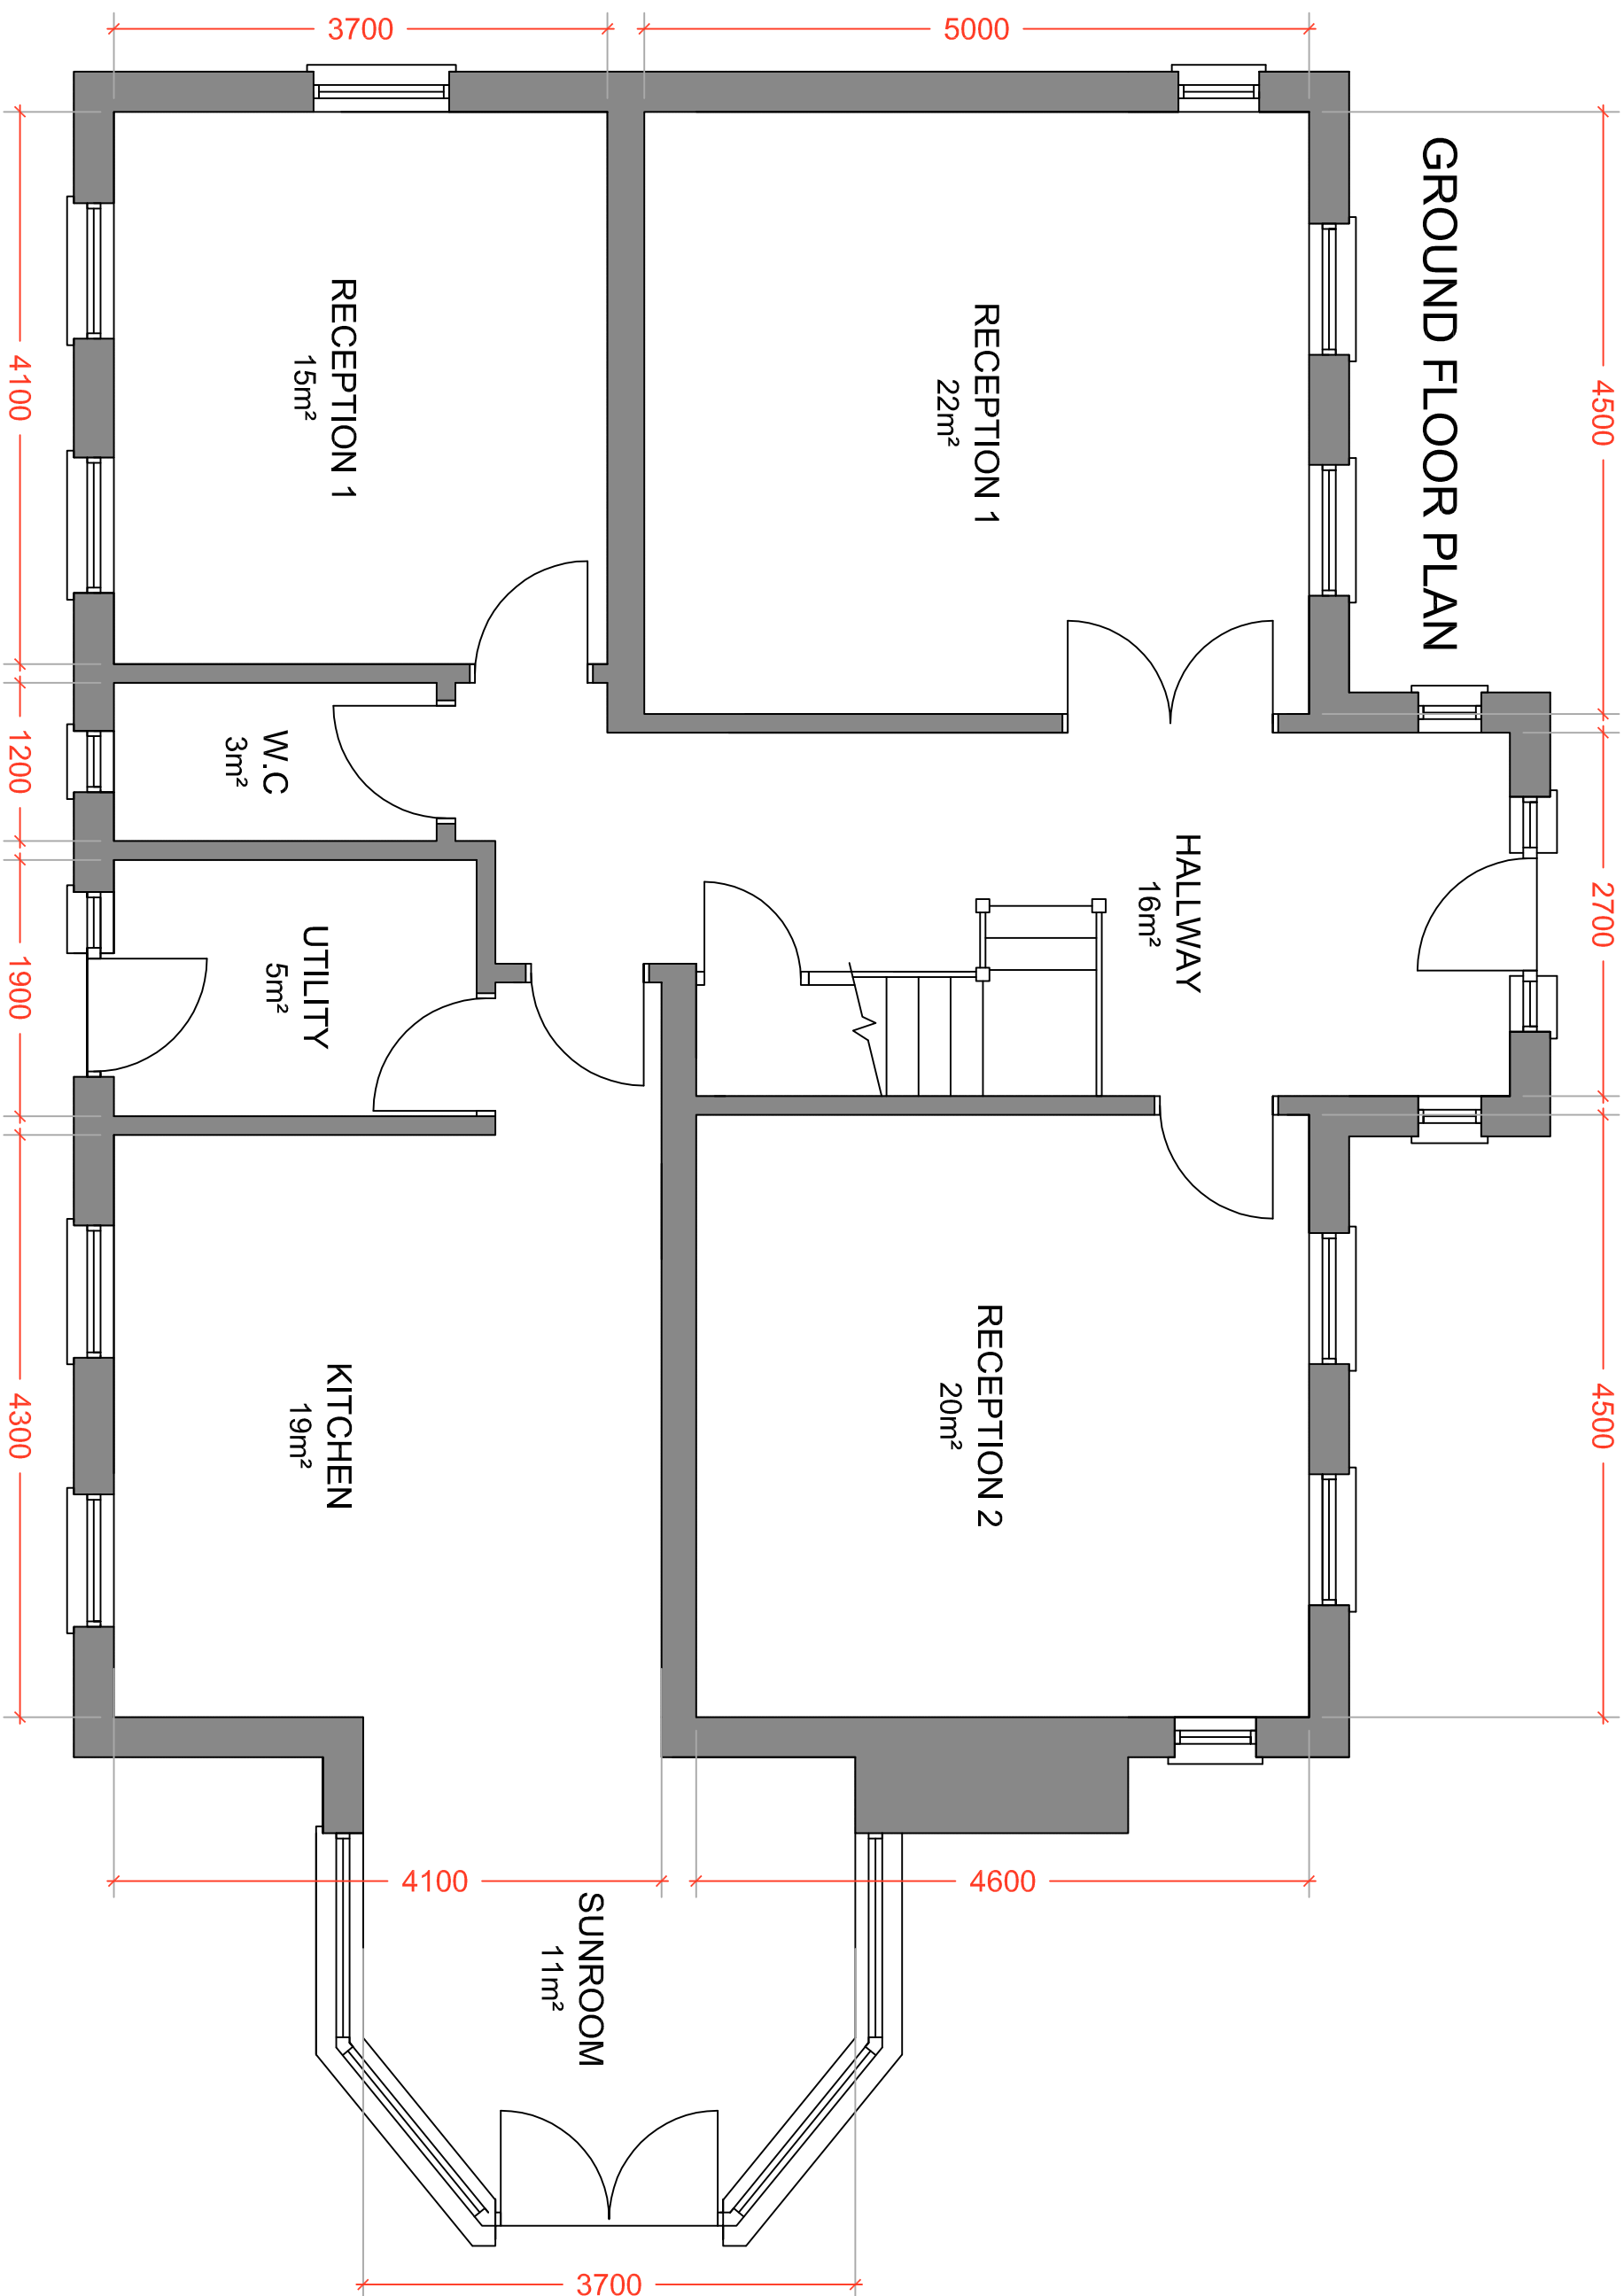 GROUND FLOOR PLAN
4500
2700
4500
5000
3700
RECEPTION 1
22m²
HALLWAY
16m²
RECEPTION 2
20m²
RECEPTION 1
15m²
W.C
3m²
UTILITY
5m²
KITCHEN
19m²
SUNROOM
11m²
4600
4100
3700
4100
1200
1900
4300